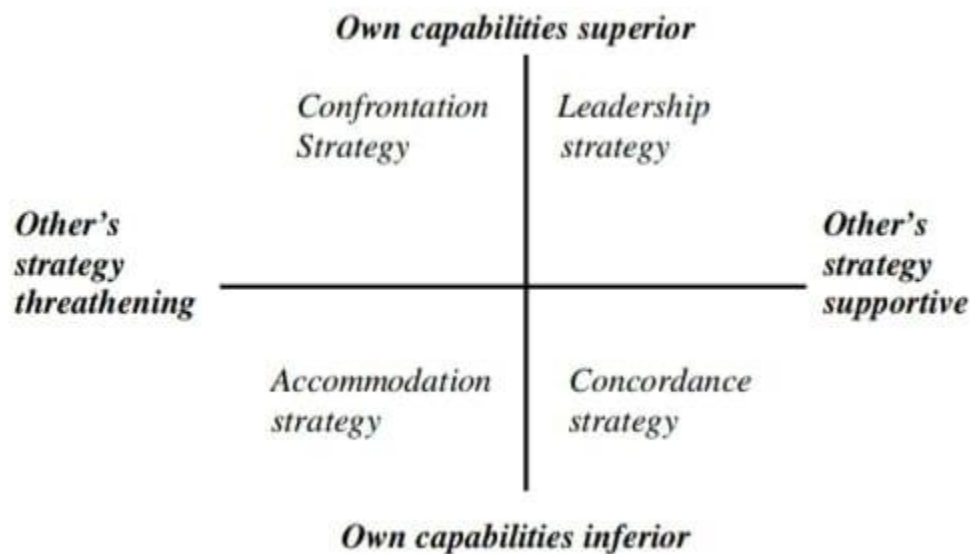 Own capabilities superior
Confrontation
Strategy
Leadership
strategy
Other's
strategy
threathening
Other's
strategy
supportive
Accommodation
strategy
Concordance
strategy
Own capabilities inferior